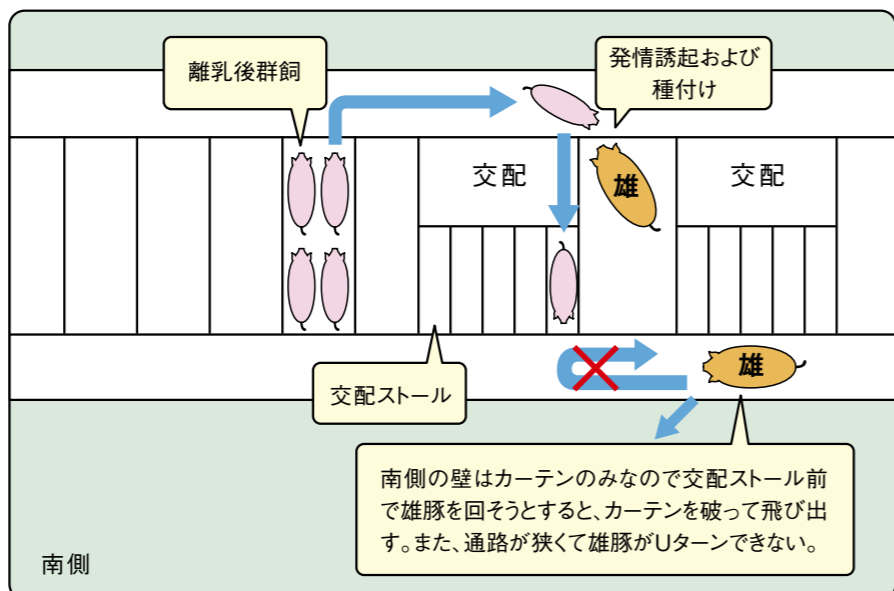 離乳後群飼
発情誘起および
種付け
交配
雄
交配
交配ストール
雄
南側の壁はカーテンのみなので交配ストール前
で雄豚を回そうとすると、カーテンを破って飛び出
す。また、通路が狭くて雄豚がUターンできない。
南側